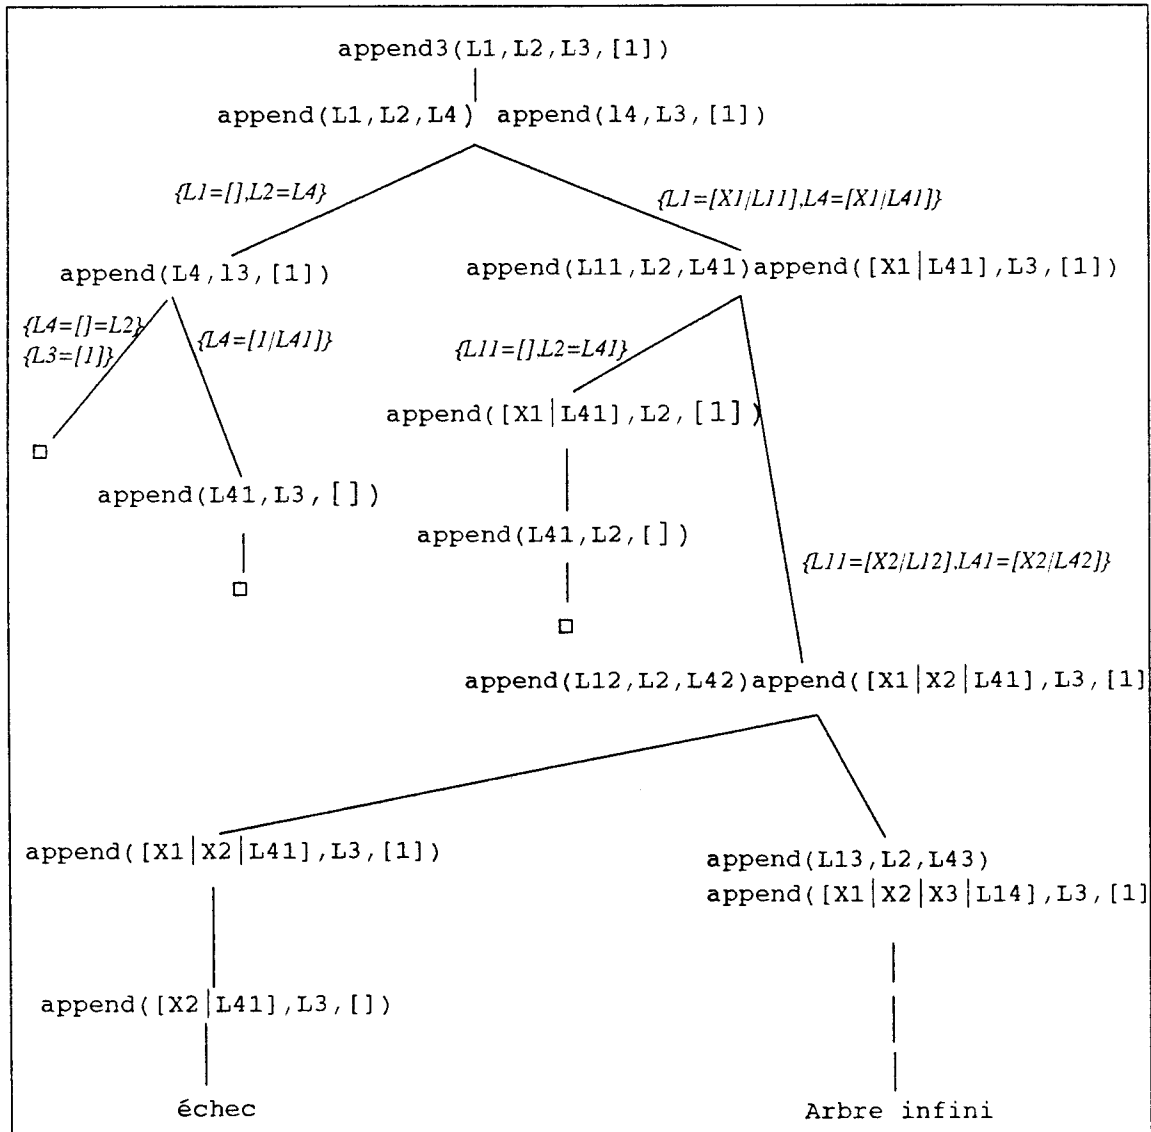 append3(L1,L2,L3,[1])
append(L1,L2,L4) append(l4,L3,[1])
{L1=[],L2=L4}
{L1=[X1/L11],L4=[X1/L41]}
append(L4,l3,[1])
append(L11,L2,L41)append([X1|L41],L3,[1])
{L4=[]=L2}
{L3=[1]}
{L4=[1/L41]}
{L11=[],L2=L41}
append([X1|L41],L2,[1])
append(L41,L3,[])
append(L41,L2,[])
{L11=[X2/L12],L41=[X2/L42]}
append(L12,L2,L42)append([X1|X2|L41],L3,[1]
append([X1|X2|L41],L3,[1])
append(L13,L2,L43)
append([X1|X2|X3|L14],L3,[1]
append([X2|L41],L3,[])
échec
Arbre infini